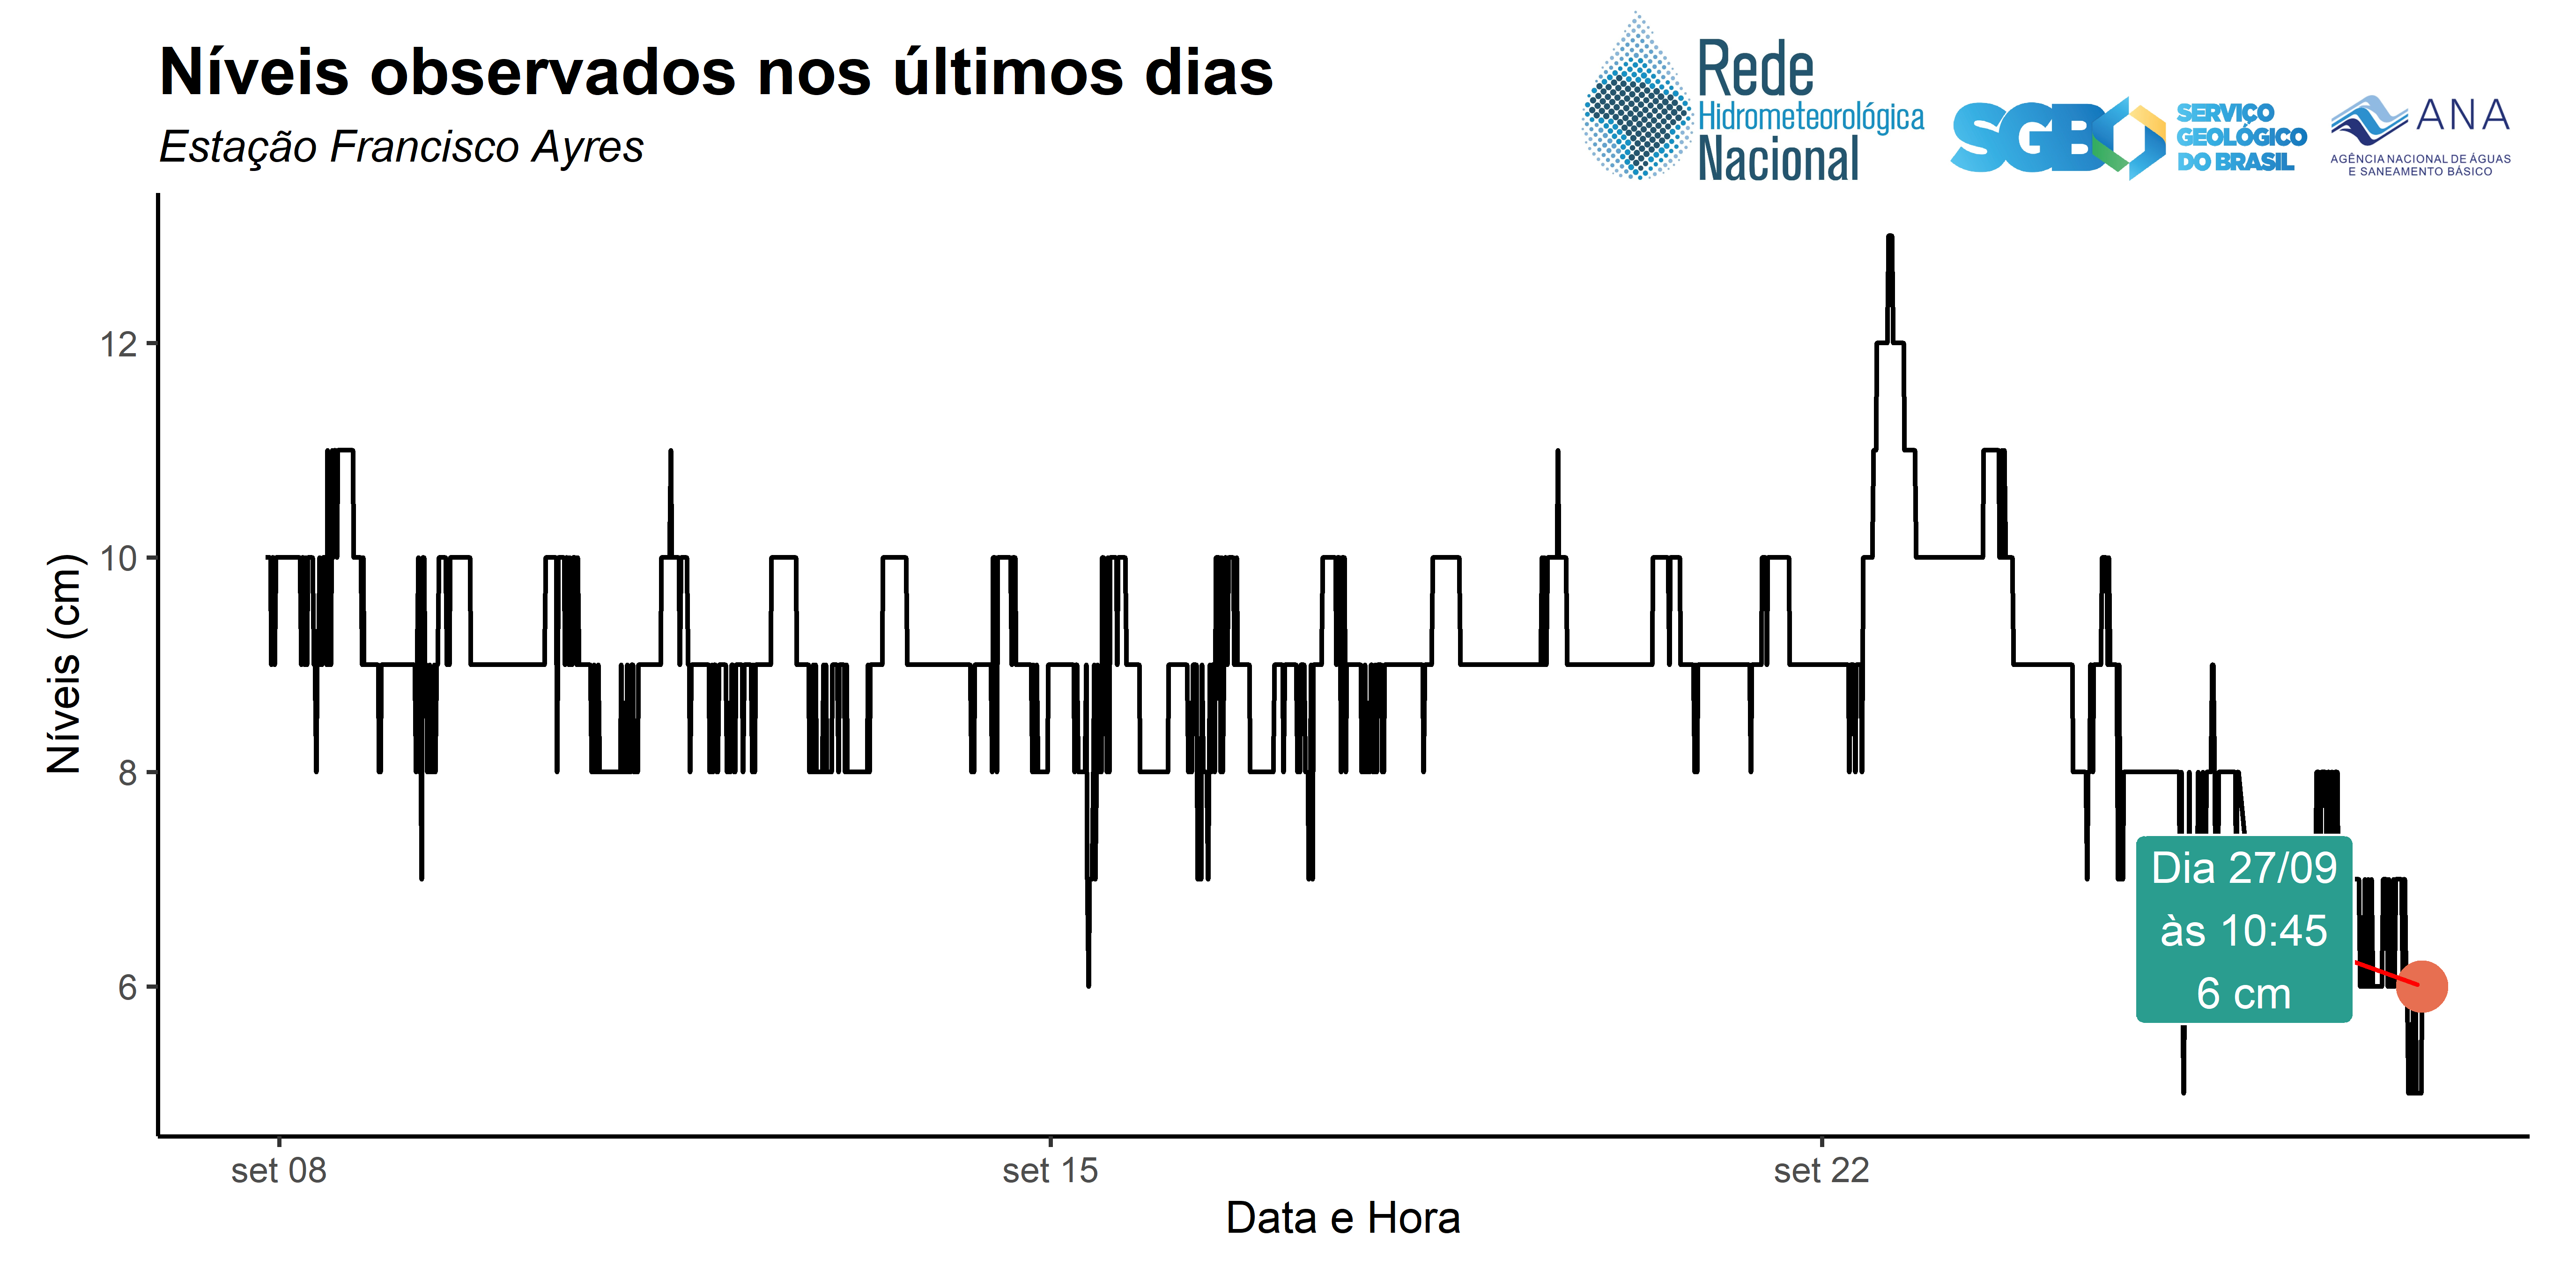 Níveis observados nos últimos dias
Estação Francisco Ayres
Rede
Hidrometeorológica
Nacional
SGB
SERVIÇO
GEOLÓGICO
DO BRASIL
ANA
AGÊNCIA NACIONAL DE ÁGUAS
E SANEAMENTO BÁSICO
Níveis (cm)
12
10
8
6
Dia 27/09
às 10:45
6 cm
set 08
set 15
set 22
Data e Hora